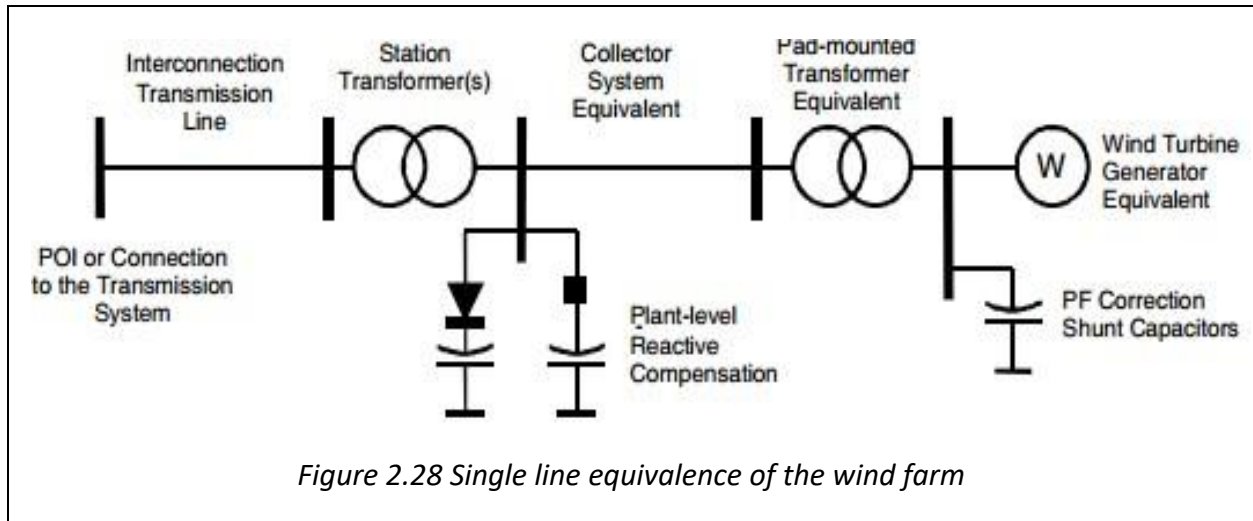 Interconnection
Transmission
Line
Station
Transformer(s)
Collector
System
Equivalent
Pad-mounted
Transformer
Equivalent
W
Wind Turbine
Generator
Equivalent
POI or Connection
to the Transmission
System
Plant-level
Reactive
Compensation
PF Correction
Shunt Capacitors
Figure 2.28 Single line equivalence of the wind farm